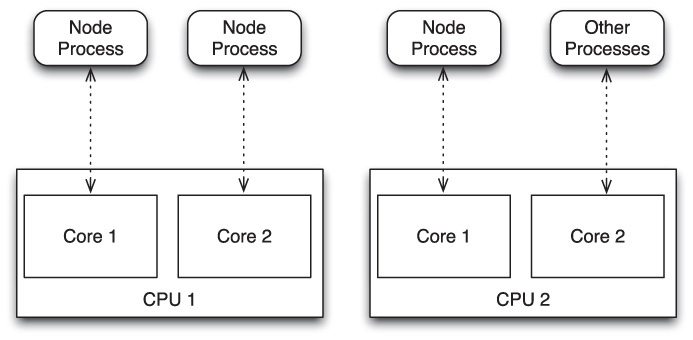 Node
Process
Node
Process
Node
Process
Other
Processes
Core 1
Core 2
Core 1
Core 2
CPU 1
CPU 2